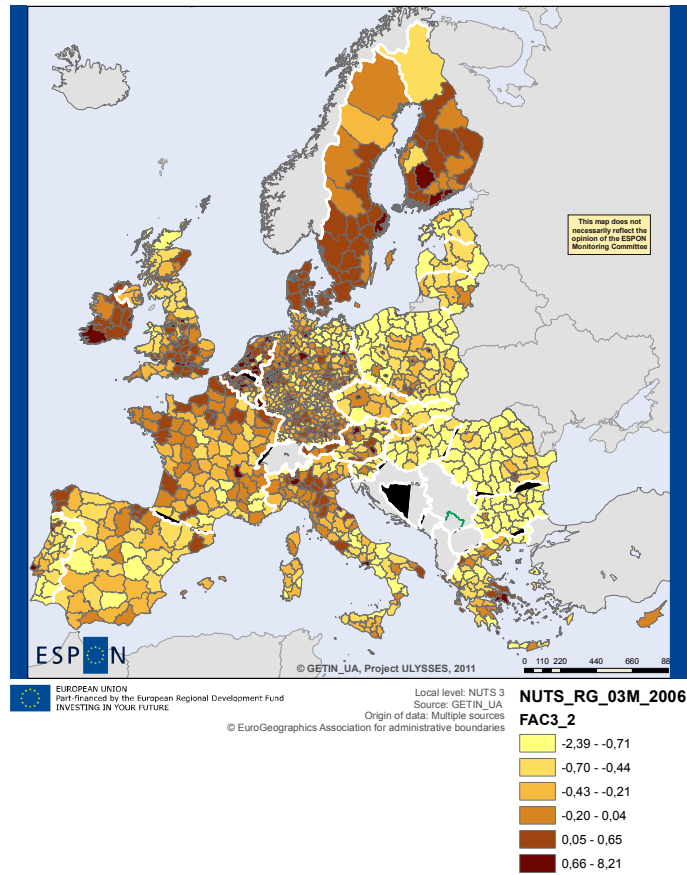 This map does not
necessarily reflect the
opinion of the ESPON
Monitoring Committee
ESPON
© GETIN_UA, Project ULYSSES, 2011
0 110 220 440 660 880
EUROPEAN UNION
Part-financed by the European Regional Development Fund
INVESTING IN YOUR FUTURE
Local level: NUTS 3
Source: GETIN_UA
Origin of data: Multiple sources
© EuroGeographics Association for administrative boundaries
NUTS_RG_03M_2006
FAC3_2
-2,39 - -0,71
-0,70 - -0,44
-0,43 - -0,21
-0,20 - 0,04
0,05 - 0,65
0,66 - 8,21